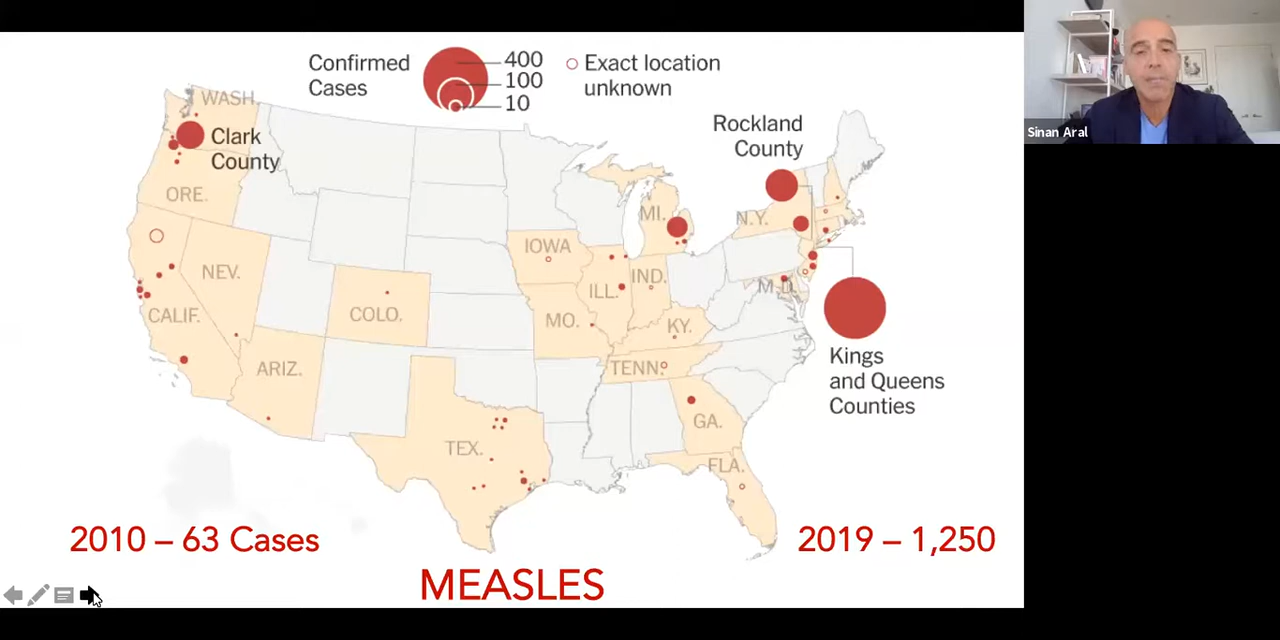 Confirmed
Cases
400
100
10
Exact location
unknown
Sinan Aral
WASH.
Clark
County
Rockland
County
ORE.
MI.
N.Y.
IOWA
NEV.
ILL.
IND.
M.D.
CALIF.
COLO.
MO.
KY.
ARIZ.
TENN.
Kings
and Queens
Counties
GA.
TEX.
FLA.
2010 – 63 Cases
2019 – 1,250
MEASLES